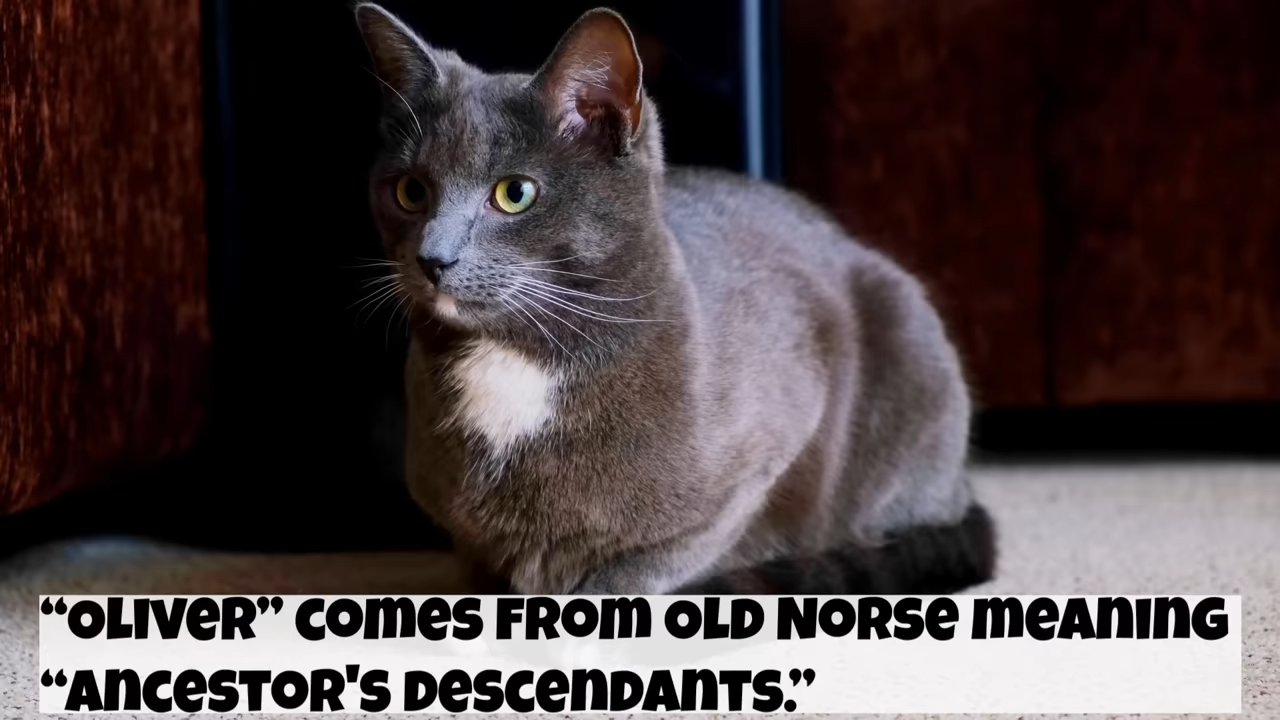 “Oliver” comes from Old Norse meaning
“ancestor's descendants.”